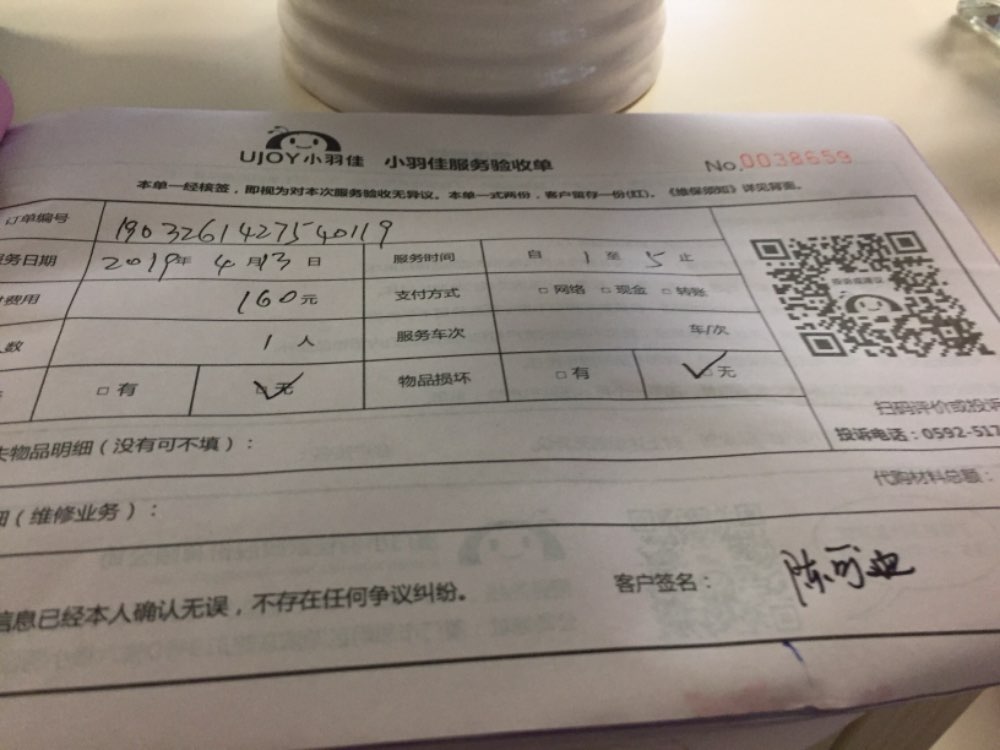 UJOY小羽佳 小羽佳服务验收单 No.0038659
本单一经核签，即视为对本次服务验收无异议。本单一式两份，客户留存一份(红)。《维保须知》详见背面。
订单编号 1903261427540119
务日期 2019年 4月13日 服务时间 自 1 至 5 止
费用 160元 支付方式 □网络 □现金 □转账
人数 1人 服务车次 车/次
□有 □无 物品损坏 □有 □无
扫码评价或投诉
投诉电话：0592-517
失物品明细（没有可不填）：
代购材料总额：
细（维修业务）：
信息已经本人确认无误，不存在任何争议纠纷。 客户签名： 陈可也